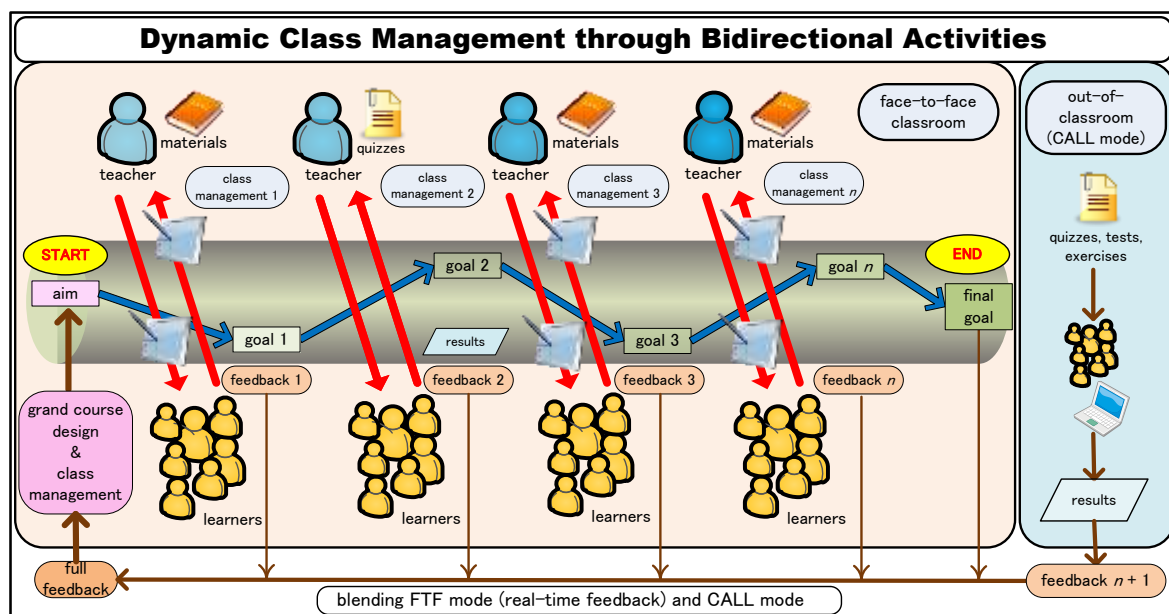 Dynamic Class Management through Bidirectional Activities
face-to-face
classroom
out-of-
classroom
(CALL mode)
materials
teacher
class
management 1
quizzes
teacher
class
management 2
materials
teacher
class
management 3
materials
teacher
class
management n
quizzes, tests,
exercises
START
END
aim
goal 1
goal 2
results
goal 3
goal n
final
goal
feedback 1
feedback 2
feedback 3
feedback n
grand course
design
&
class
management
learners
learners
learners
learners
results
full
feedback
feedback n + 1
blending FTF mode (real-time feedback) and CALL mode